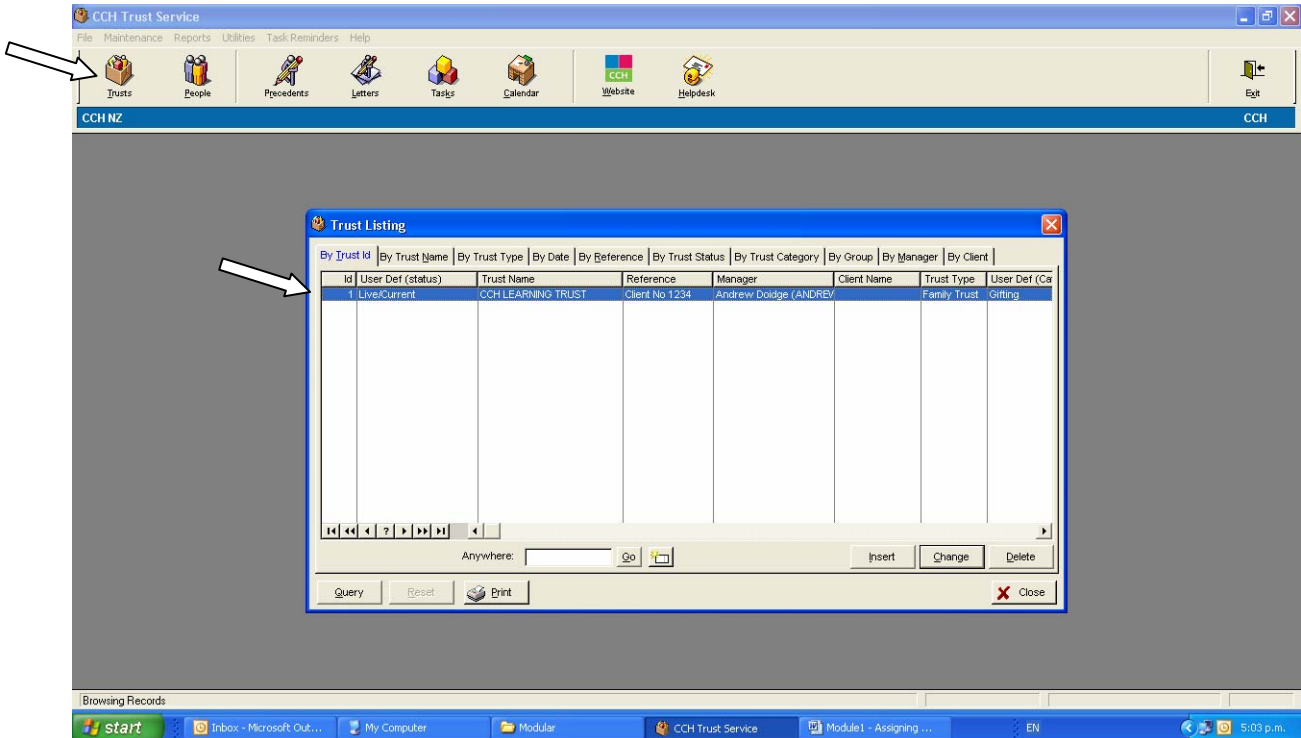 CCH Trust Service
File Maintenance Reports Utilities Task Reminders Help
Trusts People Precedents Letters Tasks Calendar CCH Website Helpdesk Exit
CCH NZ CCH
Trust Listing
By Trust Id By Trust Name By Trust Type By Date By Reference By Trust Status By Trust Category By Group By Manager By Client
Id User Def (status) Trust Name Reference Manager Client Name Trust Type User Def (Ca
1 Live/Current CCH LEARNING TRUST Client No 1234 Andrew Doidge (ANDREW Family Trust Gifting
?
Anywhere: Go Insert Change Delete
Query Reset Print Close
Browsing Records
start Inbox - Microsoft Out... My Computer Modular CCH Trust Service Module1 - Assigning ... EN 5:03 p.m.